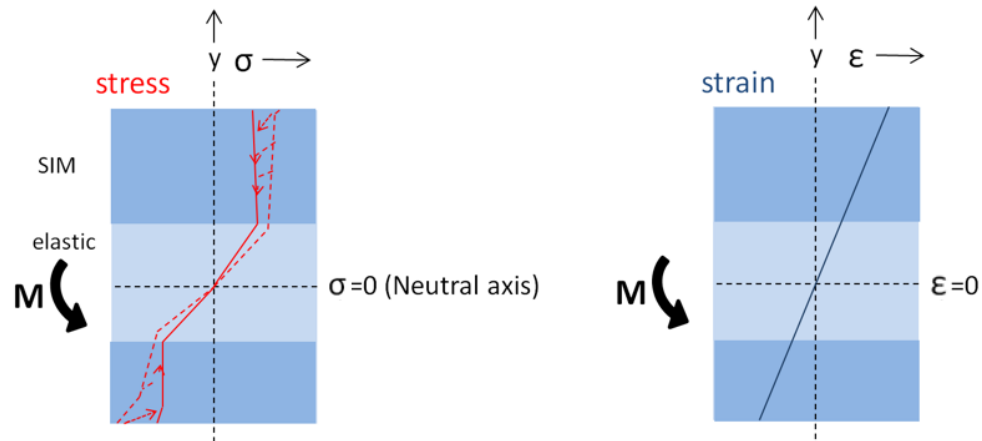 y σ
stress
SIM
elastic
M
σ=0 (Neutral axis)
y ε
strain
M
ε=0